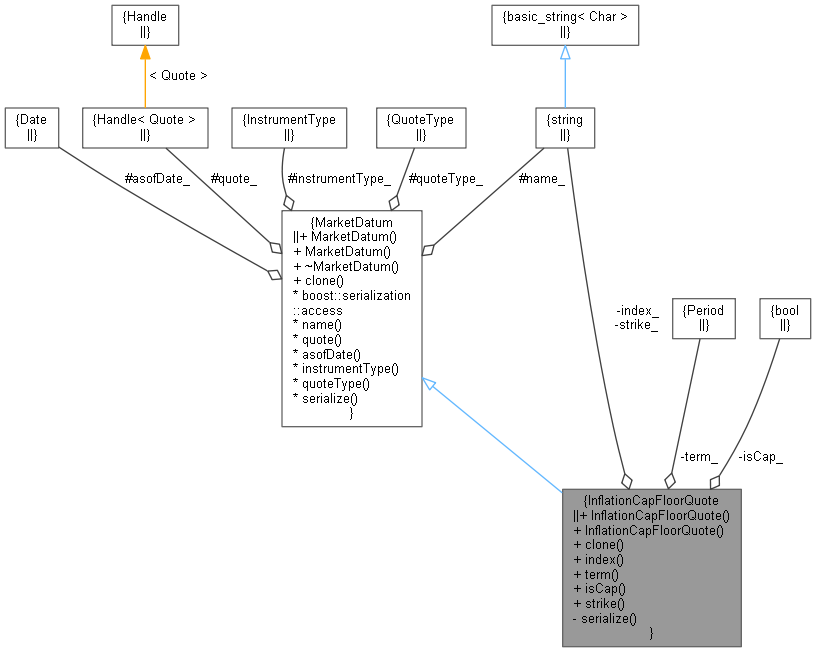 {Handle
||}
{basic_string< Char >
||}
< Quote >
{Date
||}
{Handle< Quote >
||}
{InstrumentType
||}
{QuoteType
||}
{string
||}
#asofDate_
#quote_
#instrumentType_
#quoteType_
#name_
{MarketDatum
||+ MarketDatum()
+ MarketDatum()
+ ~MarketDatum()
+ clone()
* boost::serialization
::access
* name()
* quote()
* asofDate()
* instrumentType()
* quoteType()
* serialize()
}
-index_
-strike_
{Period
||}
{bool
||}
-term_
-isCap_
{InflationCapFloorQuote
||+ InflationCapFloorQuote()
+ InflationCapFloorQuote()
+ clone()
+ index()
+ term()
+ isCap()
+ strike()
- serialize()
}